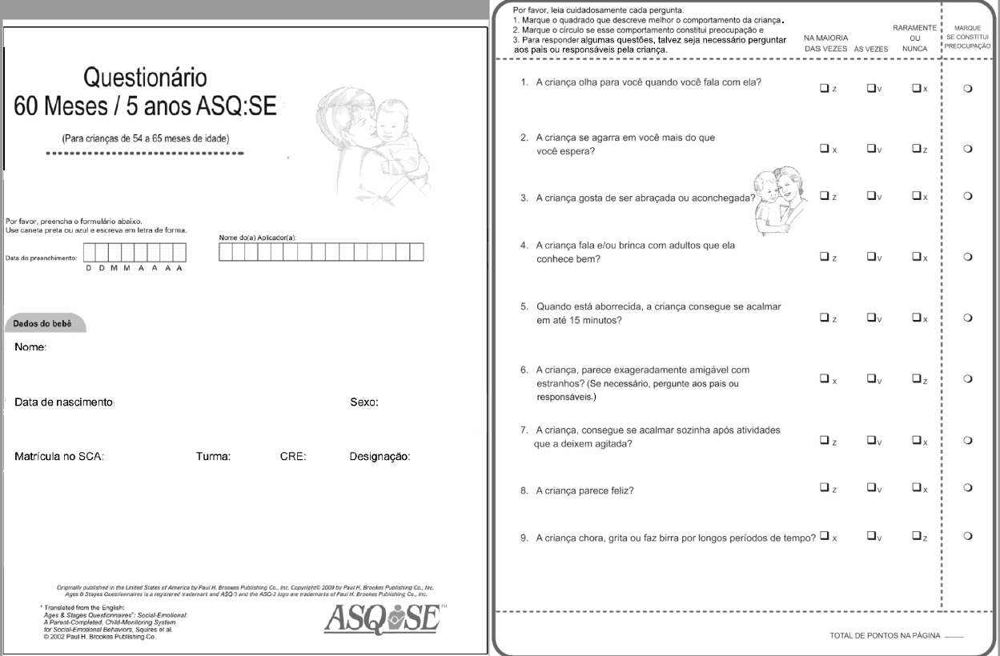 Questionário
60 Meses / 5 anos ASQ:SE
(Para crianças de 54 a 65 meses de idade)
Por favor, preencha o formulário abaixo.
Use caneta preta ou azul e escreva em letra de forma.
Data do preenchimento:
D D M M A A A A
Nome do(a) Aplicador(a):
Dados do bebê
Nome:
Data de nascimento:
Sexo:
Matrícula no SCA:
Turma:
CRE:
Designação:
Originally published in the United States of America by Paul H. Brookes Publishing Co., Inc. Copyright© 2009 by Paul H. Brookes Publishing Co., Inc.
Ages & Stages Questionnaires is a registered trademark and ASQ-3 and the ASQ-3 logo are trademarks of Paul H. Brookes Publishing Co., Inc.
* Translated from the English:
Ages & Stages Questionnaires®: Social-Emotional:
A Parent-Completed, Child-Monitoring System
for Social-Emotional Behaviors, Squires et al.
© 2002 Paul H. Brookes Publishing Co.
ASQ SE™
Por favor, leia cuidadosamente cada pergunta.
1. Marque o quadrado que descreve melhor o comportamento da criança.
2. Marque o círculo se esse comportamento constitui preocupação e
3. Para responder algumas questões, talvez seja necessário perguntar
aos pais ou responsáveis pela criança.
NA MAIORIA
DAS VEZES
ÀS VEZES
RARAMENTE
OU
NUNCA
MARQUE
SE CONSTITUI
PREOCUPAÇÃO
1. A criança olha para você quando você fala com ela?
Z V X
2. A criança se agarra em você mais do que
você espera?
X V Z
3. A criança gosta de ser abraçada ou aconchegada?
Z V X
4. A criança fala e/ou brinca com adultos que ela
conhece bem?
Z V X
5. Quando está aborrecida, a criança consegue se acalmar
em até 15 minutos?
Z V X
6. A criança, parece exageradamente amigável com
estranhos? (Se necessário, pergunte aos pais ou
responsáveis.)
X V Z
7. A criança, consegue se acalmar sozinha após atividades
que a deixem agitada?
Z V X
8. A criança parece feliz?
Z V X
9. A criança chora, grita ou faz birra por longos períodos de tempo?
X V Z
TOTAL DE PONTOS NA PÁGINA ____